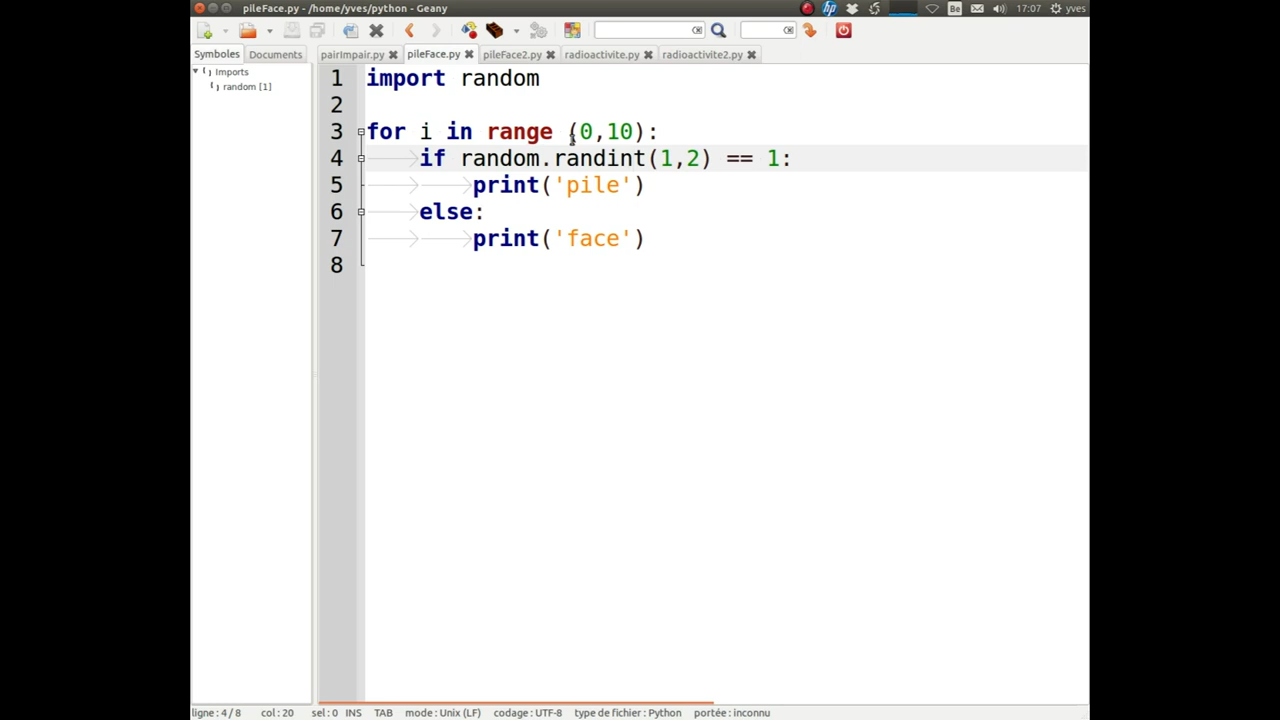 pileFace.py - /home/yves/python - Geany
hp
Be
17:07
yves
Symboles
Documents
pairImpair.py
pileFace.py
pileFace2.py
radioactivite.py
radioactivite2.py
Imports
random [1]
1 import random
2
3 for i in range (0,10):
4 if random.randint(1,2) == 1:
5 print('pile')
6 else:
7 print('face')
8
ligne : 4 / 8 col : 20 sel : 0 INS TAB mode : Unix (LF) codage : UTF-8 type de fichier : Python portée : inconnu